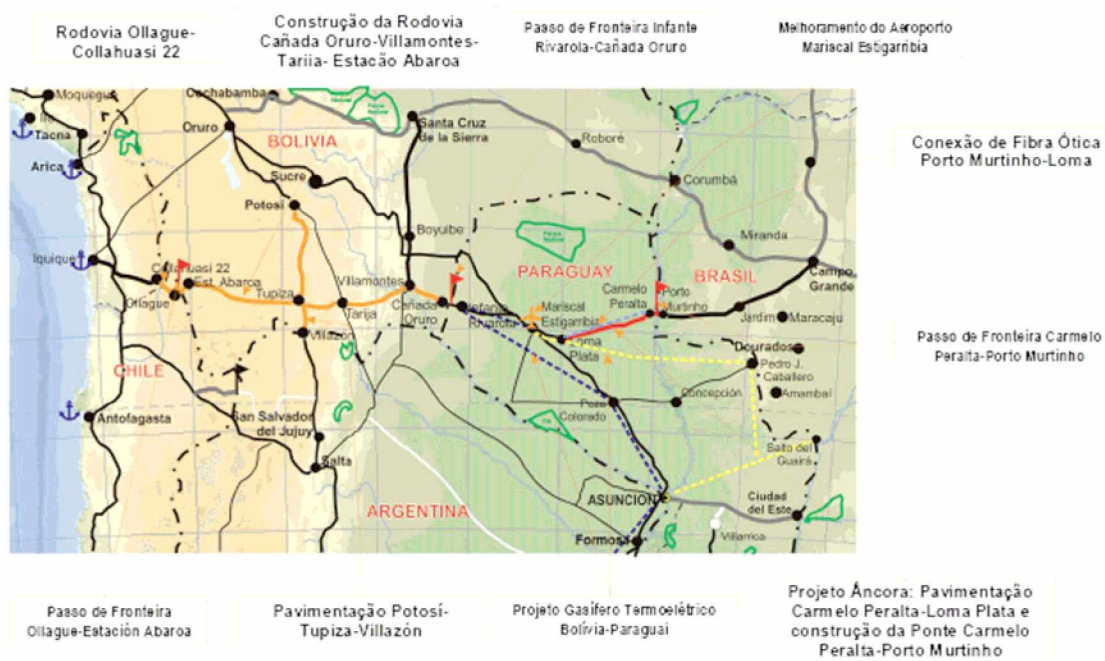 Rodovia Ollague-
Collahuasi 22
Construção da Rodovia
Cañada Oruro-Villamontes-
Tarija- Estacão Abaroa
Passo de Fronteira Infante
Rivarola-Cañada Oruro
Melhoramento do Aeroporto
Mariscal Estigarribia
Moquegua
Cochabamba
Tacna
Oruro
BOLIVIA
Santa Cruz
de la Sierra
Roboré
Conexão de Fibra Ótica
Porto Murtinho-Loma
Arica
Sucre
Corumbá
Potosí
Boyuibe
Miranda
Iquique
Collahuasi 22
Est. Abaroa
Villamontes
PARAGUAY
BRASIL
Campo
Grande
Ollague
Tupiza
Tarija
Cañada
Oruro
Infante
Rivarola
Mariscal
Estigarribia
Carmelo
Peralta
Porto
Murtinho
Jardim
Maracaju
Villazón
Loma
Plata
Dourados
Passo de Fronteira Carmelo
Peralta-Porto Murtinho
CHILE
Pedro J.
Caballero
Amambaí
Antofagasta
San Salvador
del Jujuy
Pozo
Colorado
Concepción
Salta
Salto del
Guairá
ARGENTINA
ASUNCION
Ciudad
del Este
Formosa
Villarrica
Passo de Fronteira
Ollague-Estación Abaroa
Pavimentação Potosí-
Tupiza-Villazón
Projeto Gasífero Termoelétrico
Bolívia-Paraguai
Projeto Áncora: Pavimentação
Carmelo Peralta-Loma Plata e
construção da Ponte Carmelo
Peralta-Porto Murtinho